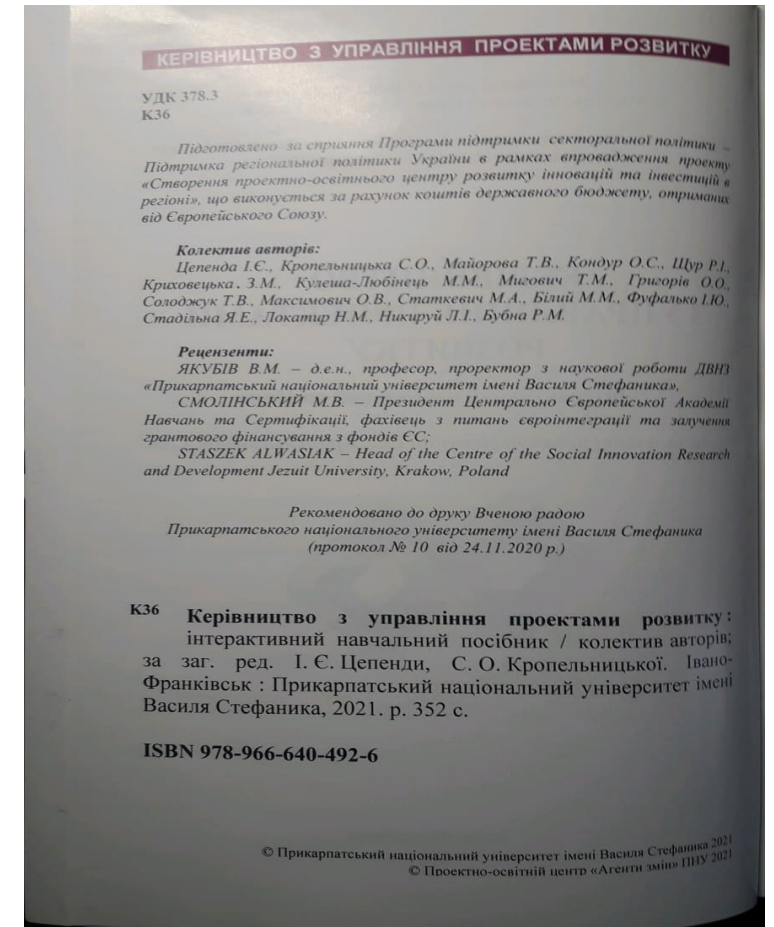 КЕРІВНИЦТВО З УПРАВЛІННЯ ПРОЕКТАМИ РОЗВИТКУ
УДК 378.3
К36
Підготовлено за сприяння Програми підтримки секторальної політики –
Підтримка регіональної політики України в рамках впровадження проекту
«Створення проектно-освітнього центру розвитку інновацій та інвестицій в
регіоні», що виконується за рахунок коштів державного бюджету, отриманих
від Європейського Союзу.
Колектив авторів:
Цепенда І.Є., Кропельницька С.О., Майорова Т.В., Кондур О.С., Щур Р.І.,
Криховецька. З.М., Кулеша-Любінець М.М., Мигович Т.М., Григорів О.О.,
Солоджук Т.В., Максимович О.В., Статкевич М.А., Білий М.М., Фуфалько І.Ю.,
Стадільна Я.Е., Локатир Н.М., Никируй Л.І., Бубна Р.М.
Рецензенти:
ЯКУБІВ В.М. – д.е.н., професор, проректор з наукової роботи ДВНЗ
«Прикарпатський національний університет імені Василя Стефаника»,
СМОЛІНСЬКИЙ М.В. – Президент Центрально Європейської Академії
Навчань та Сертифікації, фахівець з питань євроінтеграції та залучення
грантового фінансування з фондів ЄС;
STASZEK ALWASIAK – Head of the Centre of the Social Innovation Research
and Development Jezuit University, Krakow, Poland
Рекомендовано до друку Вченою радою
Прикарпатського національного університету імені Василя Стефаника
(протокол № 10 від 24.11.2020 р.)
К36 Керівництво з управління проектами розвитку :
інтерактивний навчальний посібник / колектив авторів;
за заг. ред. І. Є. Цепенди, С. О. Кропельницької. Івано-
Франківськ : Прикарпатський національний університет імені
Василя Стефаника, 2021. р. 352 с.
ISBN 978-966-640-492-6
© Прикарпатський національний університет імені Василя Стефаника 2021
© Проектно-освітній центр «Агенти змін» ПНУ 2021